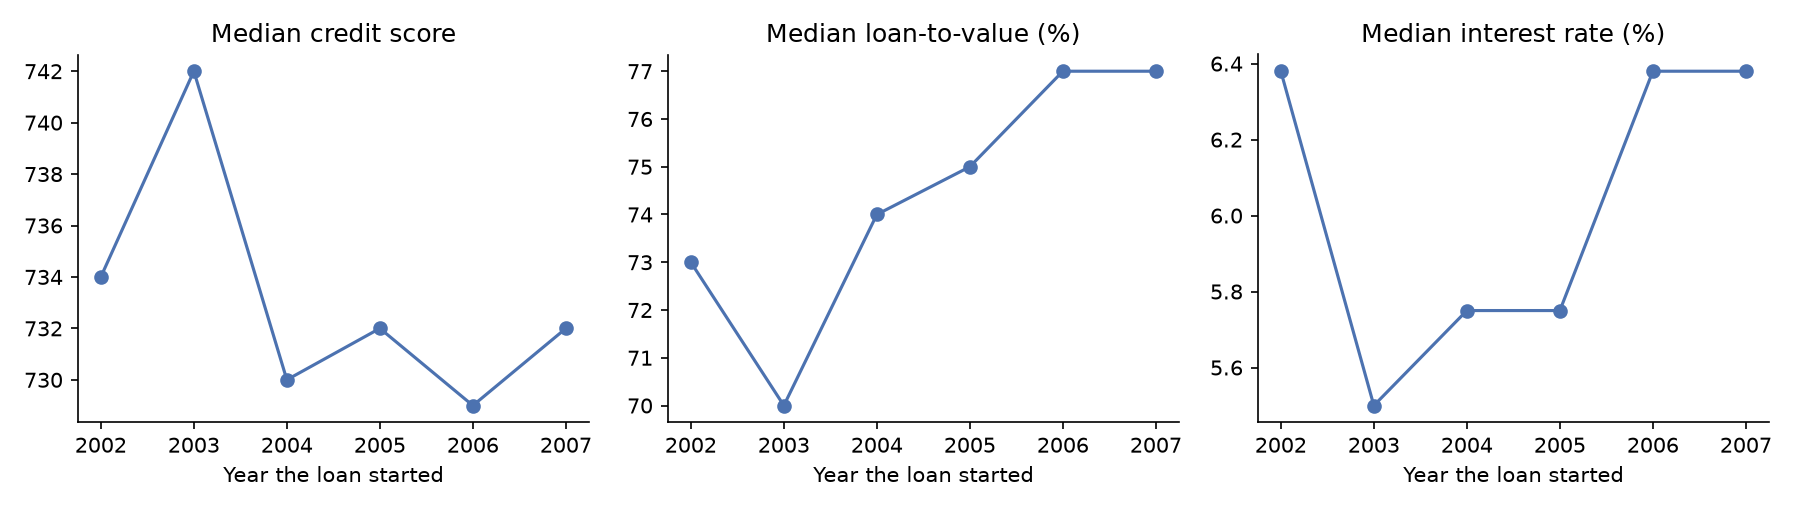 Median credit score
742
740
738
736
734
732
730
2002 2003 2004 2005 2006 2007
Year the loan started
Median loan-to-value (%)
77
76
75
74
73
72
71
70
2002 2003 2004 2005 2006 2007
Year the loan started
Median interest rate (%)
6.4
6.2
6.0
5.8
5.6
2002 2003 2004 2005 2006 2007
Year the loan started